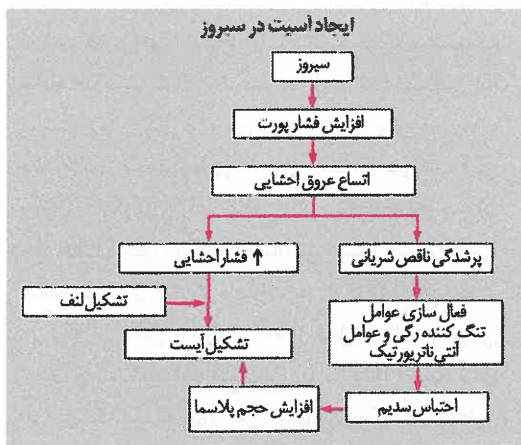 ایجاد آسیت در سیروز
سیروز
افزایش فشار پورت
اتساع عروق احشایی
↑ فشار احشایی
پرشدگی ناقص شریانی
تشکیل لنف
فعال سازی عوامل
تنگ کننده رگی و عوامل
آنتی ناتریورتیک
تشکیل آیست
احتباس سدیم
افزایش حجم پلاسما